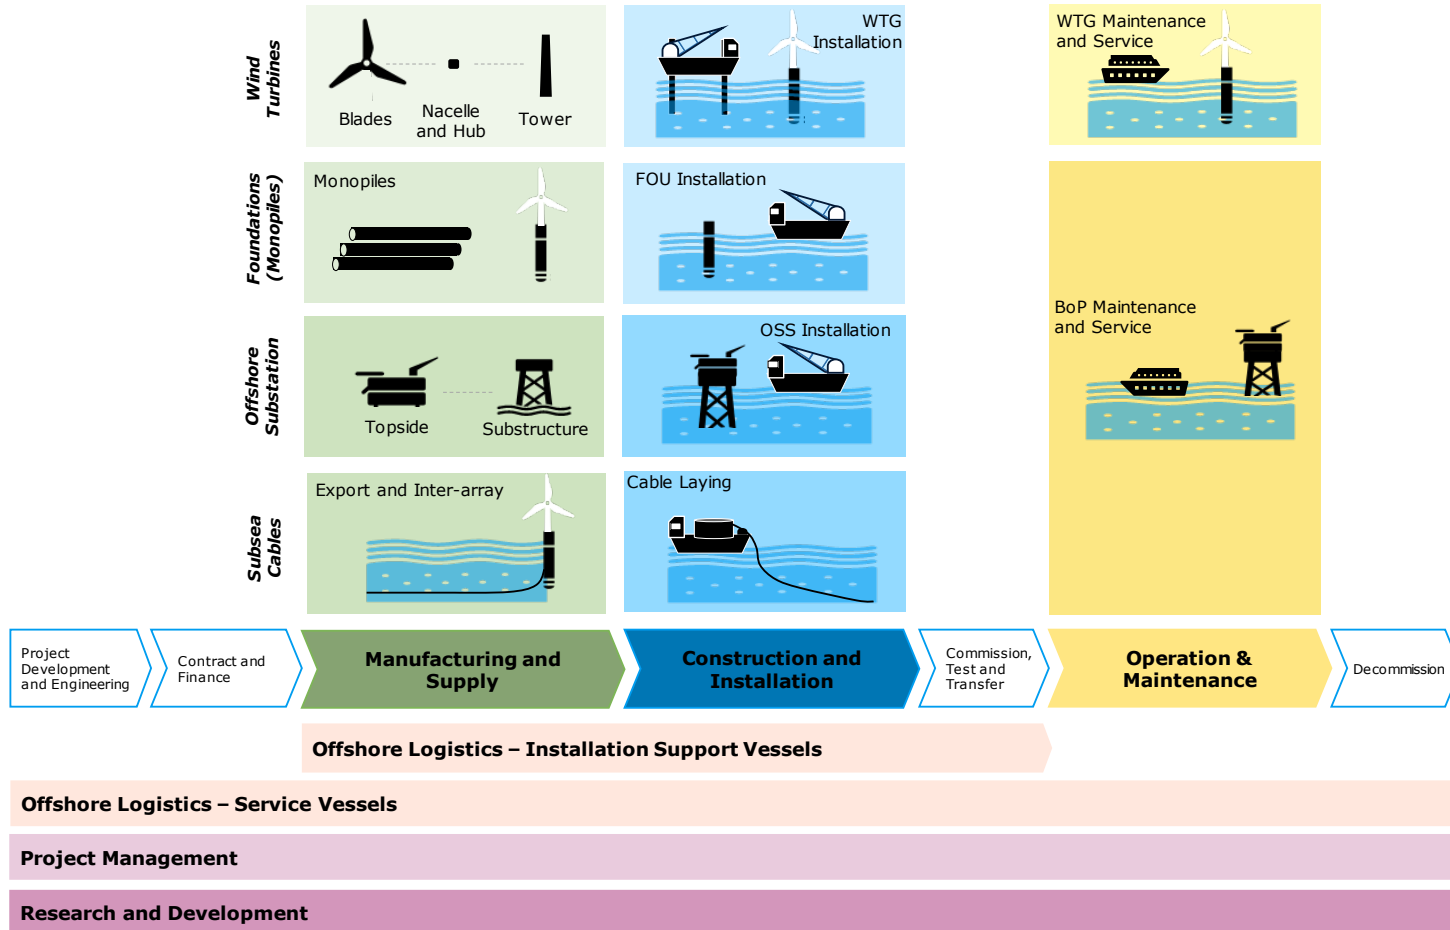 Wind
Turbines
Blades
Nacelle
and Hub
Tower
WTG
Installation
WTG Maintenance
and Service
Foundations
(Monopiles)
Monopiles
FOU Installation
BoP Maintenance
and Service
Offshore
Substation
Topside
Substructure
OSS Installation
Subsea
Cables
Export and Inter-array
Cable Laying
Project
Development
and Engineering
Contract and
Finance
Manufacturing and
Supply
Construction and
Installation
Commission,
Test and
Transfer
Operation &
Maintenance
Decommission
Offshore Logistics – Installation Support Vessels
Offshore Logistics – Service Vessels
Project Management
Research and Development